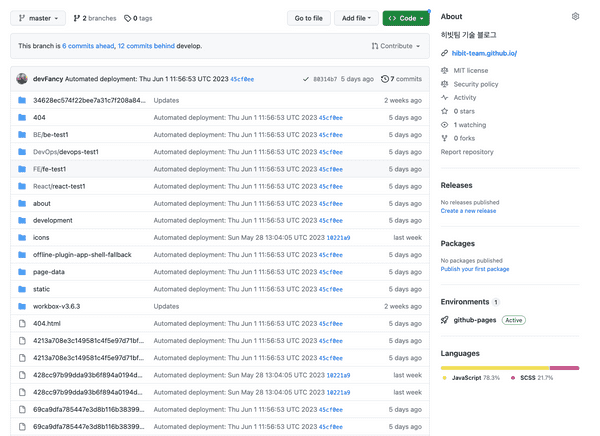 master
2 branches
0 tags
Go to file
Add file
Code
This branch is 6 commits ahead, 12 commits behind develop.
Contribute
devFancy Automated deployment: Thu Jun 1 11:56:53 UTC 2023 45cf0ee
80314b7 5 days ago
7 commits
34628ec574f22bee7a31c7f208a84... Updates 2 weeks ago
404 Automated deployment: Thu Jun 1 11:56:53 UTC 2023 45cf0ee 5 days ago
BE/be-test1 Automated deployment: Thu Jun 1 11:56:53 UTC 2023 45cf0ee 5 days ago
DevOps/devops-test1 Automated deployment: Thu Jun 1 11:56:53 UTC 2023 45cf0ee 5 days ago
FE/fe-test1 Automated deployment: Thu Jun 1 11:56:53 UTC 2023 45cf0ee 5 days ago
React/react-test1 Automated deployment: Thu Jun 1 11:56:53 UTC 2023 45cf0ee 5 days ago
about Automated deployment: Thu Jun 1 11:56:53 UTC 2023 45cf0ee 5 days ago
development Automated deployment: Thu Jun 1 11:56:53 UTC 2023 45cf0ee 5 days ago
icons Automated deployment: Sun May 28 13:04:05 UTC 2023 10221a9 last week
offline-plugin-app-shell-fallback Automated deployment: Thu Jun 1 11:56:53 UTC 2023 45cf0ee 5 days ago
page-data Automated deployment: Thu Jun 1 11:56:53 UTC 2023 45cf0ee 5 days ago
static Automated deployment: Thu Jun 1 11:56:53 UTC 2023 45cf0ee 5 days ago
workbox-v3.6.3 Updates 2 weeks ago
404.html Automated deployment: Thu Jun 1 11:56:53 UTC 2023 45cf0ee 5 days ago
4213a708e3c149581c4f5e97d71bf... Automated deployment: Thu Jun 1 11:56:53 UTC 2023 45cf0ee 5 days ago
4213a708e3c149581c4f5e97d71bf... Automated deployment: Thu Jun 1 11:56:53 UTC 2023 45cf0ee 5 days ago
428cc97b99dda93b6f894a0194d... Automated deployment: Sun May 28 13:04:05 UTC 2023 10221a9 last week
428cc97b99dda93b6f894a0194d... Automated deployment: Sun May 28 13:04:05 UTC 2023 10221a9 last week
69ca9dfa785447e3d8b116b38399... Automated deployment: Thu Jun 1 11:56:53 UTC 2023 45cf0ee 5 days ago
69ca9dfa785447e3d8b116b38399... Automated deployment: Thu Jun 1 11:56:53 UTC 2023 45cf0ee 5 days ago
About
히빗팀 기술 블로그
hibit-team.github.io/
MIT license
Security policy
Activity
0 stars
1 watching
0 forks
Report repository
Releases
No releases published
Create a new release
Packages
No packages published
Publish your first package
Environments 1
github-pages Active
Languages
JavaScript 78.3%
SCSS 21.7%